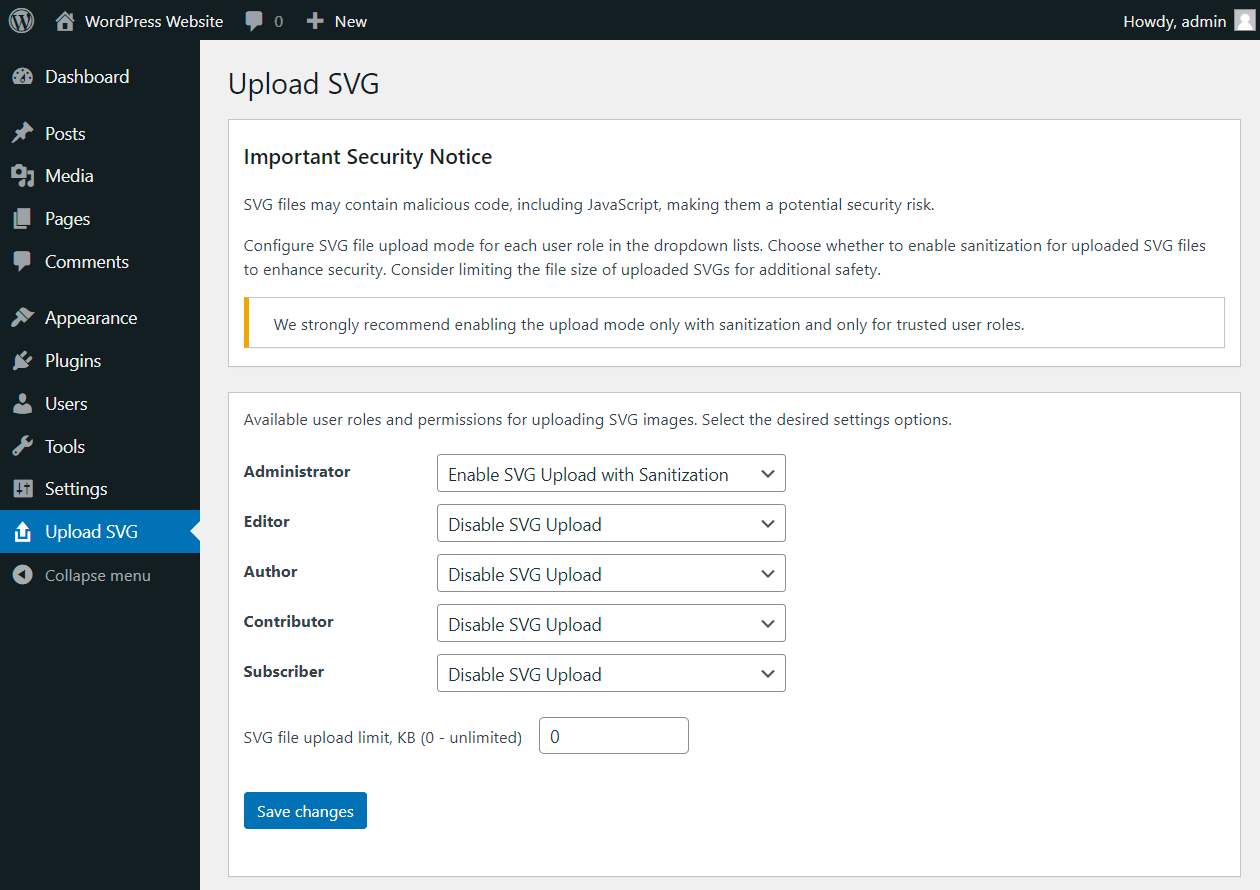 WordPress Website 0 New Howdy, admin
Dashboard
Posts
Media
Pages
Comments
Appearance
Plugins
Users
Tools
Settings
Upload SVG
Collapse menu
Upload SVG
Important Security Notice
SVG files may contain malicious code, including JavaScript, making them a potential security risk.
Configure SVG file upload mode for each user role in the dropdown lists. Choose whether to enable sanitization for uploaded SVG files
to enhance security. Consider limiting the file size of uploaded SVGs for additional safety.
We strongly recommend enabling the upload mode only with sanitization and only for trusted user roles.
Available user roles and permissions for uploading SVG images. Select the desired settings options.
Administrator Enable SVG Upload with Sanitization
Editor Disable SVG Upload
Author Disable SVG Upload
Contributor Disable SVG Upload
Subscriber Disable SVG Upload
SVG file upload limit, KB (0 - unlimited) 0
Save changes